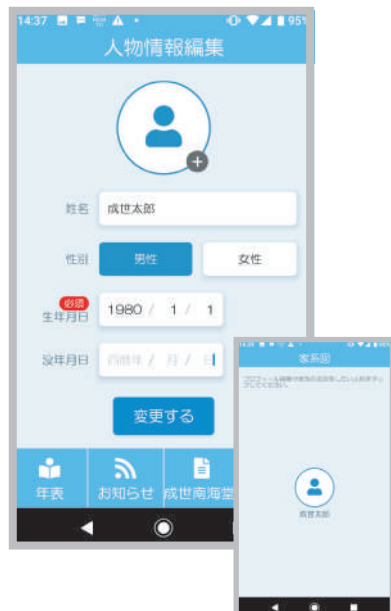 14:37
95%
人物情報編集
姓名
成世太郎
性別
男性
女性
必須
生年月日
1980 / 1 / 1
没年月日
西暦年 / 月 / 日
変更する
年表
お知らせ
成世南海堂
家系図
成世太郎